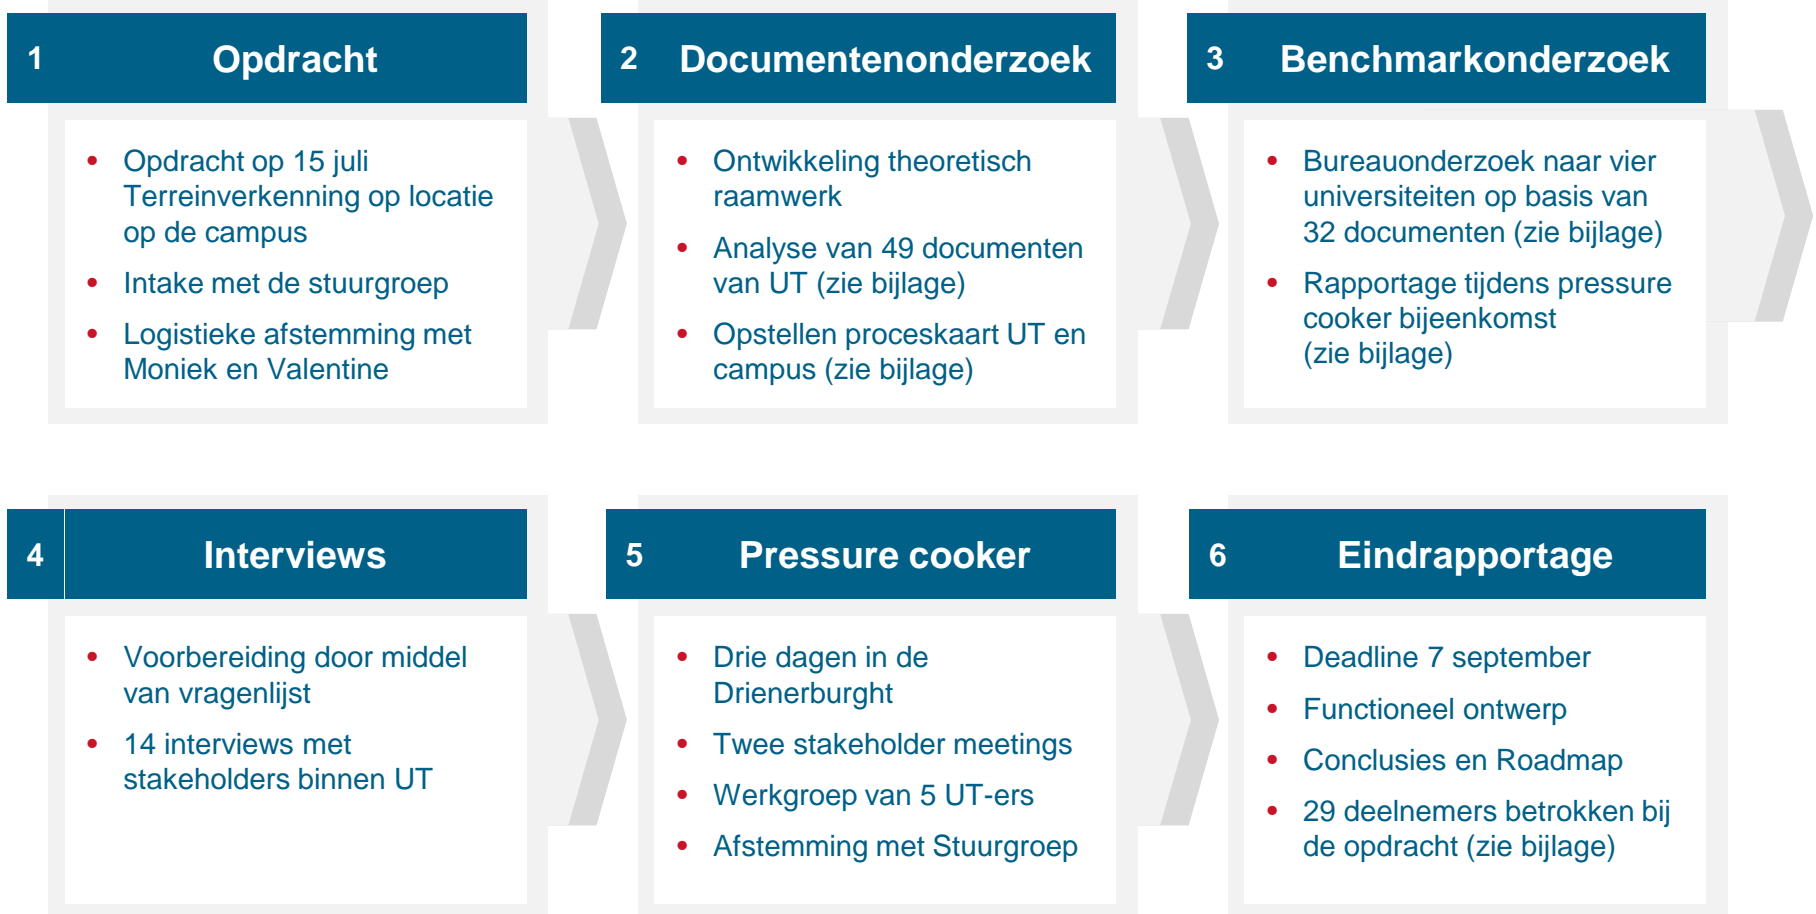 1 Opdracht
• Opdracht op 15 juli
Terreinverkenning op locatie
op de campus
• Intake met de stuurgroep
• Logistieke afstemming met
Moniek en Valentine
2 Documentenonderzoek
• Ontwikkeling theoretisch
raamwerk
• Analyse van 49 documenten
van UT (zie bijlage)
• Opstellen proceskaart UT en
campus (zie bijlage)
3 Benchmarkonderzoek
• Bureauonderzoek naar vier
universiteiten op basis van
32 documenten (zie bijlage)
• Rapportage tijdens pressure
cooker bijeenkomst
(zie bijlage)
4 Interviews
• Voorbereiding door middel
van vragenlijst
• 14 interviews met
stakeholders binnen UT
5 Pressure cooker
• Drie dagen in de
Drienerburght
• Twee stakeholder meetings
• Werkgroep van 5 UT-ers
• Afstemming met Stuurgroep
6 Eindrapportage
• Deadline 7 september
• Functioneel ontwerp
• Conclusies en Roadmap
• 29 deelnemers betrokken bij
de opdracht (zie bijlage)